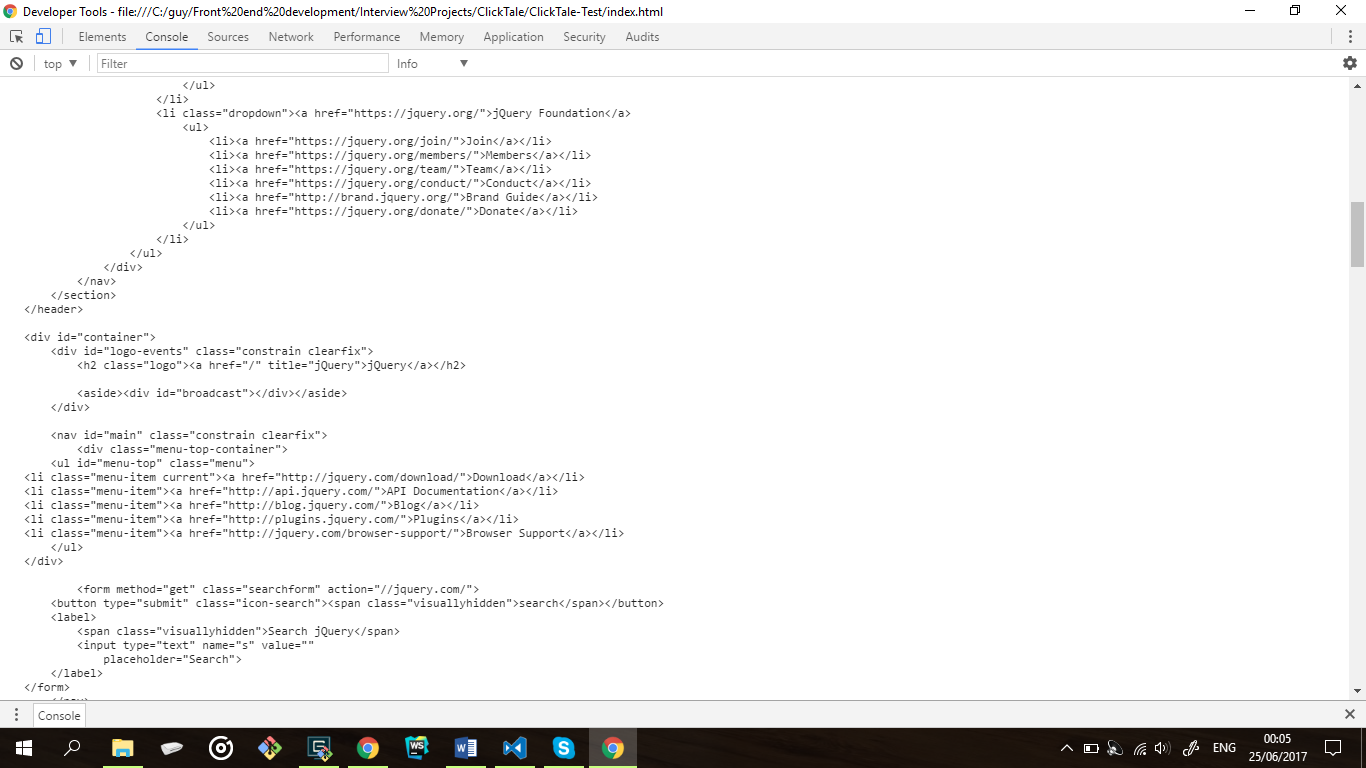 Developer Tools - file:///C:/guy/Front%20end%20development/Interview%20Projects/ClickTale/ClickTale-Test/index.html
Elements Console Sources Network Performance Memory Application Security Audits
top Filter Info
</ul>
</li>
<li class="dropdown"><a href="https://jquery.org/">jQuery Foundation</a>
<ul>
<li><a href="https://jquery.org/join/">Join</a></li>
<li><a href="https://jquery.org/members/">Members</a></li>
<li><a href="https://jquery.org/team/">Team</a></li>
<li><a href="https://jquery.org/conduct/">Conduct</a></li>
<li><a href="http://brand.jquery.org/">Brand Guide</a></li>
<li><a href="https://jquery.org/donate/">Donate</a></li>
</ul>
</li>
</ul>
</div>
</nav>
</section>
</header>
<div id="container">
<div id="logo-events" class="constrain clearfix">
<h2 class="logo"><a href="/" title="jQuery">jQuery</a></h2>
<aside><div id="broadcast"></div></aside>
</div>
<nav id="main" class="constrain clearfix">
<div class="menu-top-container">
<ul id="menu-top" class="menu">
<li class="menu-item current"><a href="http://jquery.com/download/">Download</a></li>
<li class="menu-item"><a href="http://api.jquery.com/">API Documentation</a></li>
<li class="menu-item"><a href="http://blog.jquery.com/">Blog</a></li>
<li class="menu-item"><a href="http://plugins.jquery.com/">Plugins</a></li>
<li class="menu-item"><a href="http://jquery.com/browser-support/">Browser Support</a></li>
</ul>
</div>
<form method="get" class="searchform" action="//jquery.com/">
<button type="submit" class="icon-search"><span class="visuallyhidden">search</span></button>
<label>
<span class="visuallyhidden">Search jQuery</span>
<input type="text" name="s" value=""
placeholder="Search">
</label>
</form>
Console
WS
ENG
00:05
25/06/2017